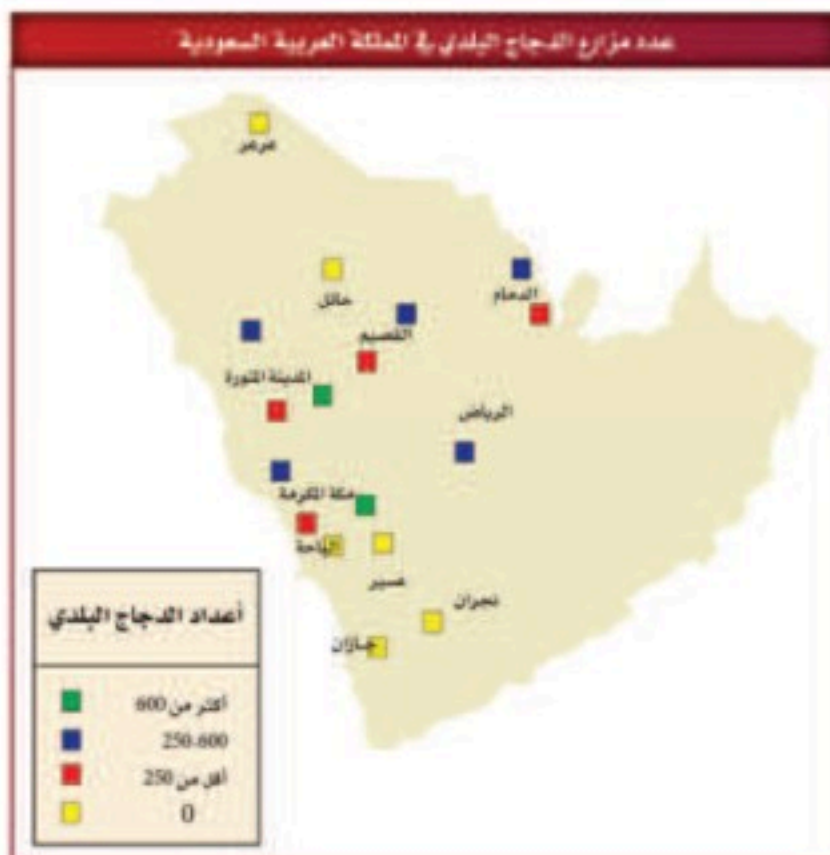 عدد مزارع الدجاج البلدي في المملكة العربية السعودية
عرعر
حائل
الدمام
القصيم
المدينة المنورة
الرياض
مكة المكرمة
الباحة
عسير
نجران
جازان
أعداد الدجاج البلدي
أكثر من 600
250-600
أقل من 250
0